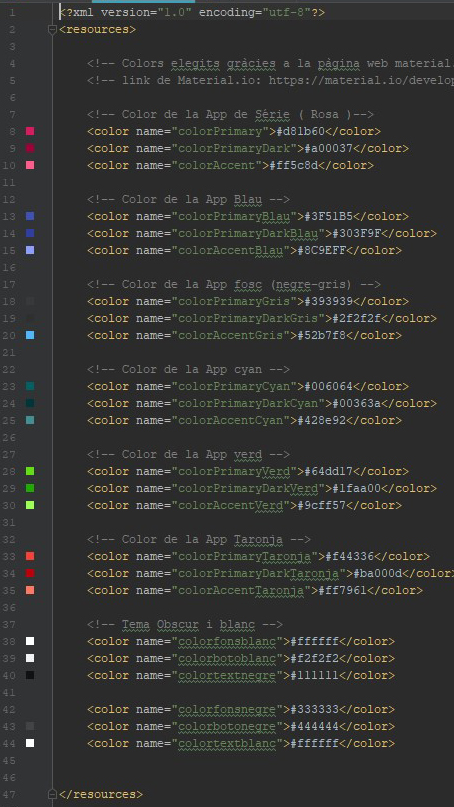 1 <?xml version="1.0" encoding="utf-8"?>
2 <resources>
3
4 <!-- Colors elegits gràcies a la pàgina web material.
5 <!-- link de Material.io: https://material.io/develop
6
7 <!-- Color de la App de Sèrie ( Rosa )-->
8 <color name="colorPrimary">#d81b60</color>
9 <color name="colorPrimaryDark">#a00037</color>
10 <color name="colorAccent">#ff5c8d</color>
11
12 <!-- Color de la App Blau -->
13 <color name="colorPrimaryBlau">#3F51B5</color>
14 <color name="colorPrimaryDarkBlau">#303F9F</color>
15 <color name="colorAccentBlau">#8C9EFF</color>
16
17 <!-- Color de la App fosc (negre-gris) -->
18 <color name="colorPrimaryGris">#393939</color>
19 <color name="colorPrimaryDarkGris">#2f2f2f</color>
20 <color name="colorAccentGris">#52b7f8</color>
21
22 <!-- Color de la App cyan -->
23 <color name="colorPrimaryCyan">#006064</color>
24 <color name="colorPrimaryDarkCyan">#00363a</color>
25 <color name="colorAccentCyan">#428e92</color>
26
27 <!-- Color de la App verd -->
28 <color name="colorPrimaryVerd">#64dd17</color>
29 <color name="colorPrimaryDarkVerd">#1faa00</color>
30 <color name="colorAccentVerd">#9cff57</color>
31
32 <!-- Color de la App Taronja -->
33 <color name="colorPrimaryTaronja">#f44336</color>
34 <color name="colorPrimaryDarkTaronja">#ba000d</color>
35 <color name="colorAccentTaronja">#ff7961</color>
36
37 <!-- Tema Obscur i blanc -->
38 <color name="colorfonsblanc">#ffffff</color>
39 <color name="colorbotoblanc">#f2f2f2</color>
40 <color name="colortextnegre">#111111</color>
41
42 <color name="colorfonsnegre">#333333</color>
43 <color name="colorbotonegre">#444444</color>
44 <color name="colortextblanc">#ffffff</color>
45
46
47 </resources>